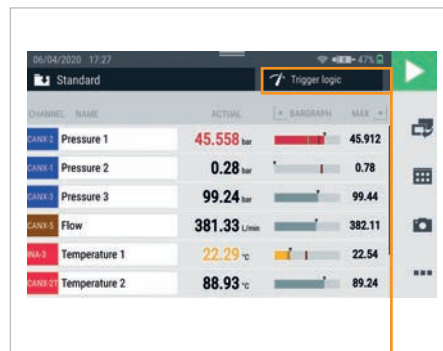 06/04/2020 17:27 47%
Standard Trigger logic
CHANNEL NAME ACTUAL BARGRAPH MAX
CANX-2 Pressure 1 45.558 bar 45.912
CANX-1 Pressure 2 0.28 bar 0.78
CANX-3 Pressure 3 99.24 bar 99.44
CANX-5 Flow 381.33 L/min 382.11
INA-3 Temperature 1 22.29 °C 22.54
CANX-2T Temperature 2 88.93 °C 89.24